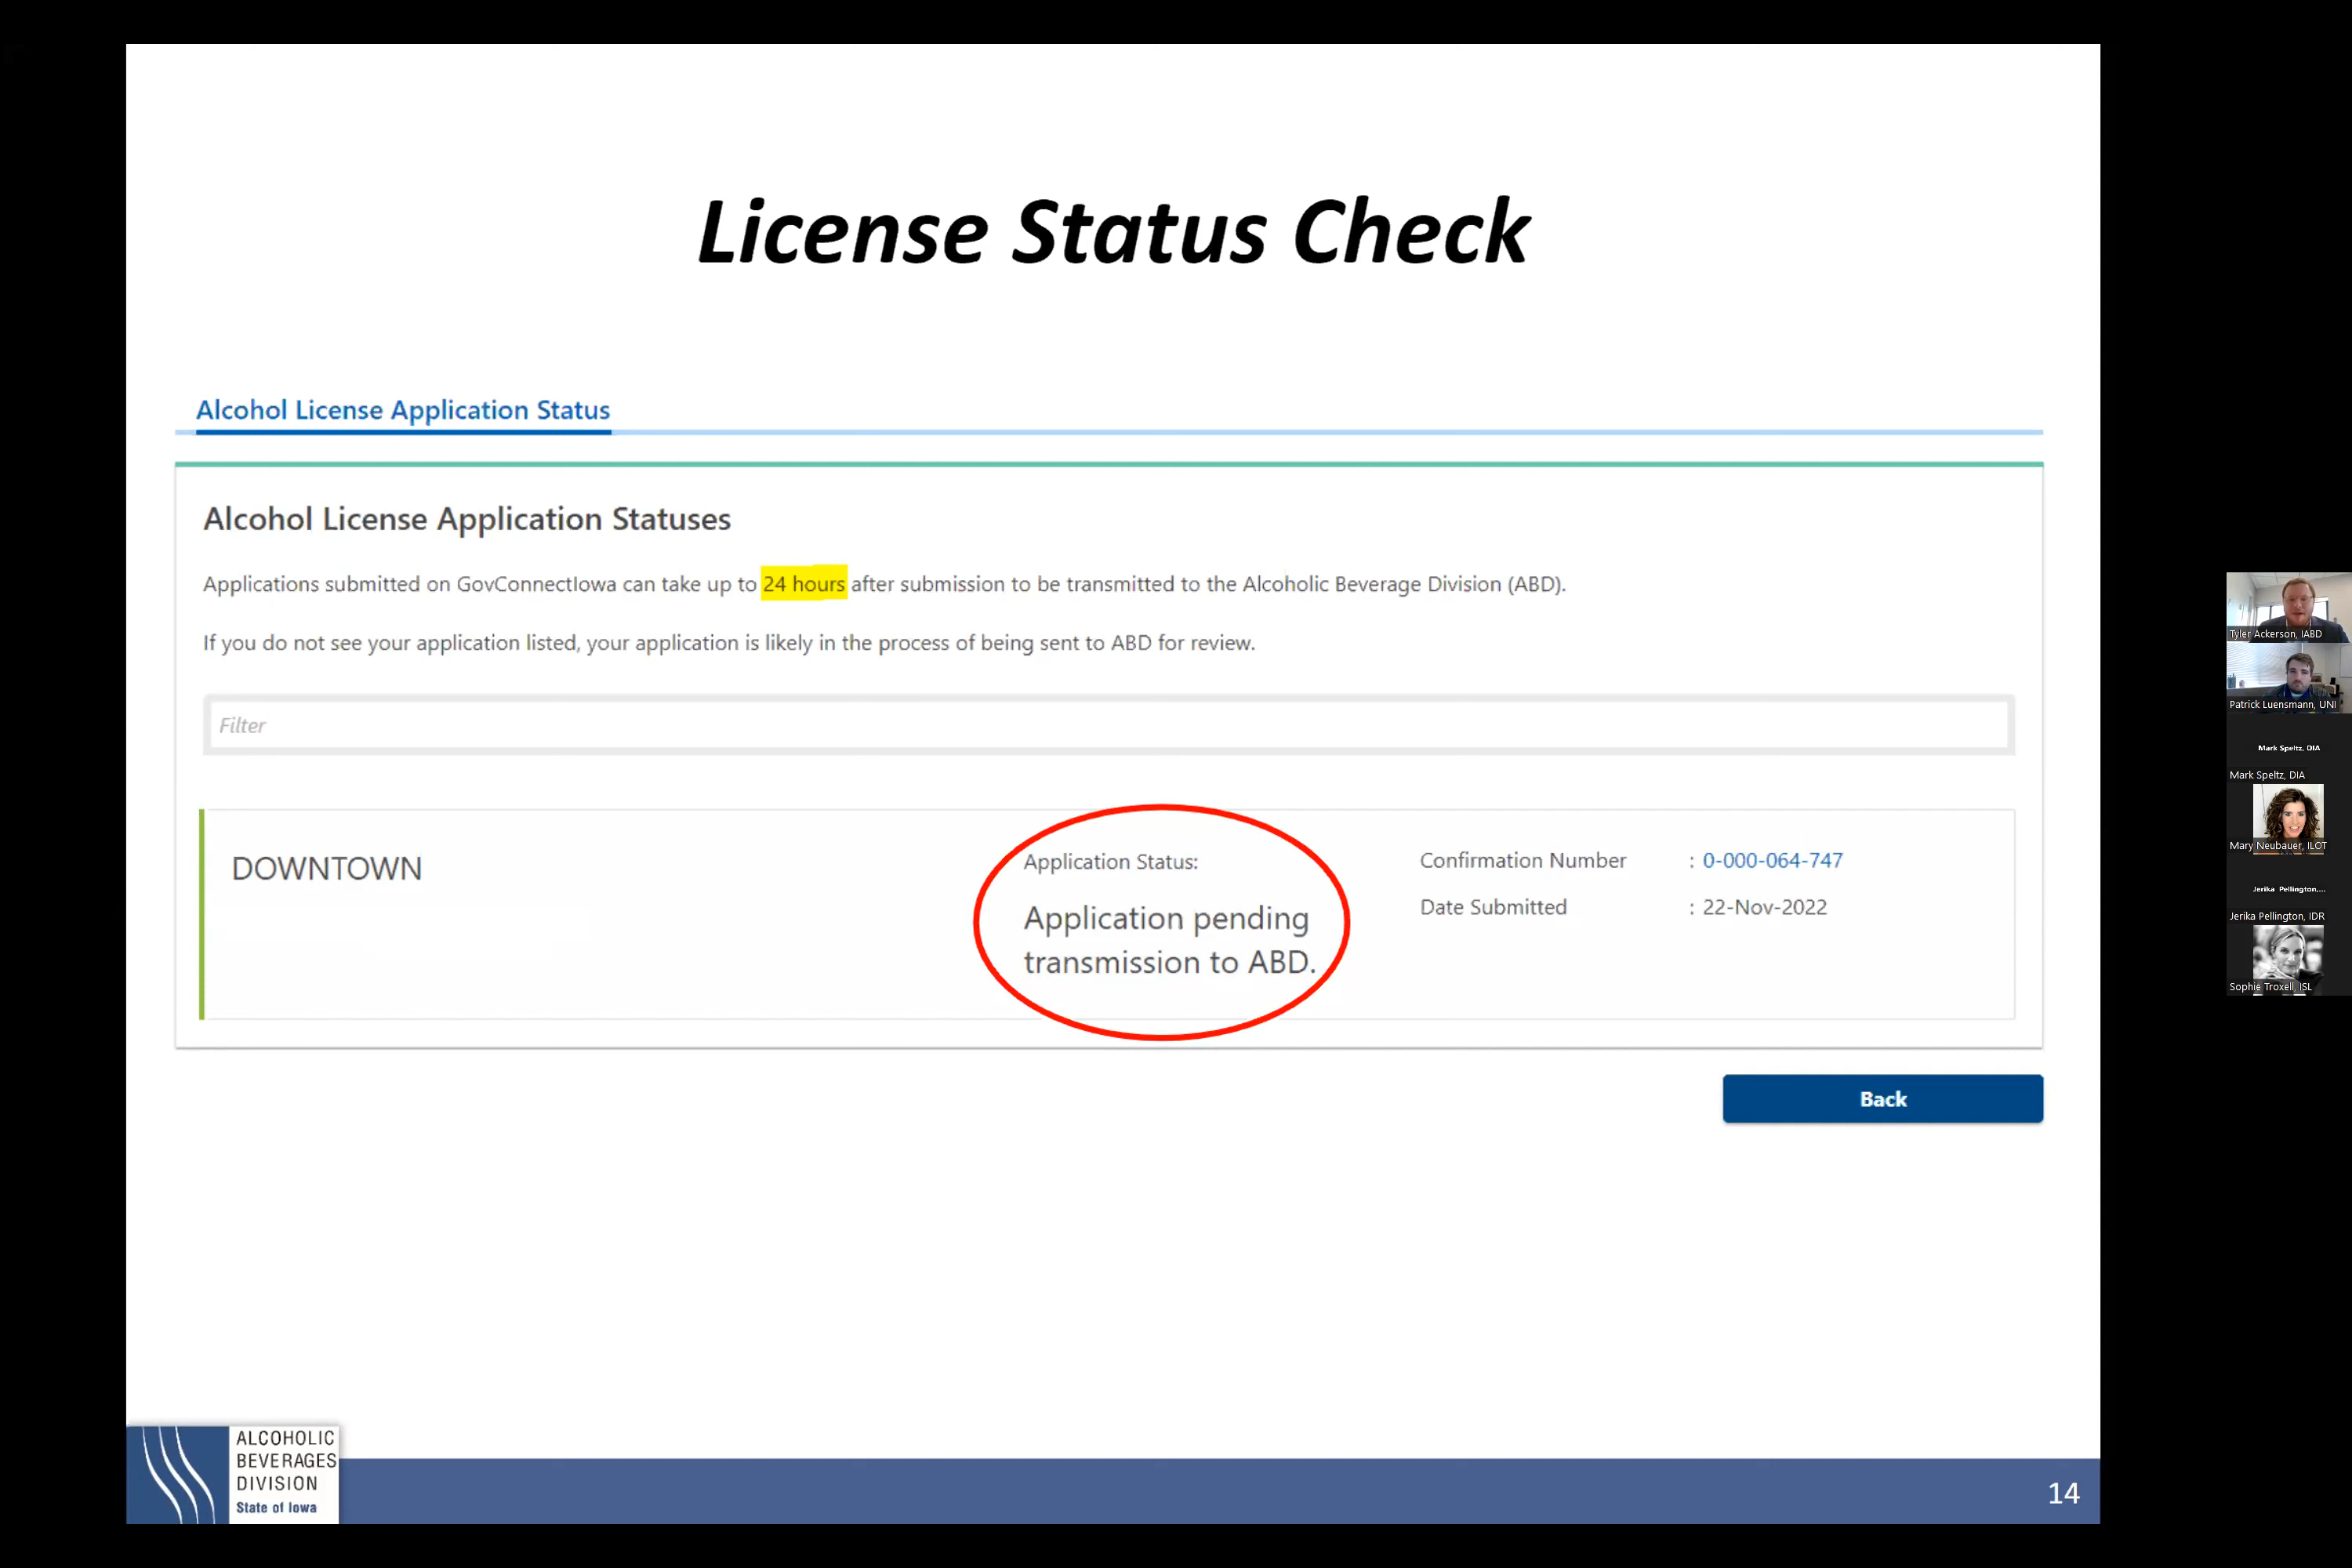 License Status Check
Alcohol License Application Status
Alcohol License Application Statuses
Applications submitted on GovConnectIowa can take up to 24 hours after submission to be transmitted to the Alcoholic Beverage Division (ABD).
If you do not see your application listed, your application is likely in the process of being sent to ABD for review.
Filter
DOWNTOWN
Application Status:
Application pending
transmission to ABD.
Confirmation Number : 0-000-064-747
Date Submitted : 22-Nov-2022
Back
ALCOHOLIC
BEVERAGES
DIVISION
State of Iowa
14
Tyler Ackerson, IABD
Patrick Luensmann, UNI
Mark Speltz, DIA
Mark Speltz, DIA
Mary Neubauer, ILOT
Jerika Pellington,...
Jerika Pellington, IDR
Sophie Troxell, ISL